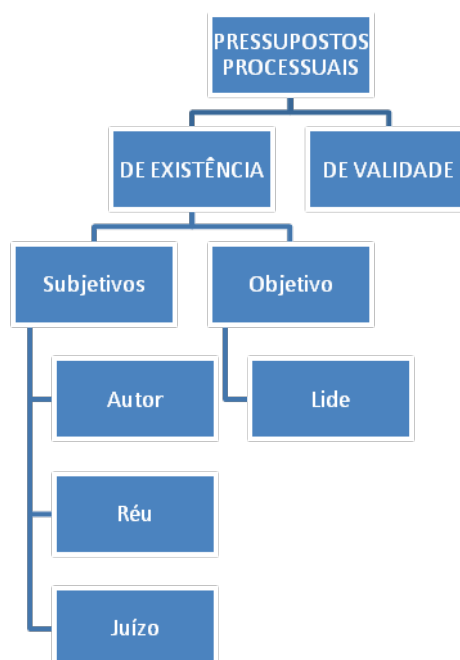 PRESSUPOSTOS
PROCESSUAIS
DE EXISTÊNCIA
DE VALIDADE
Subjetivos
Objetivo
Autor
Lide
Réu
Juízo